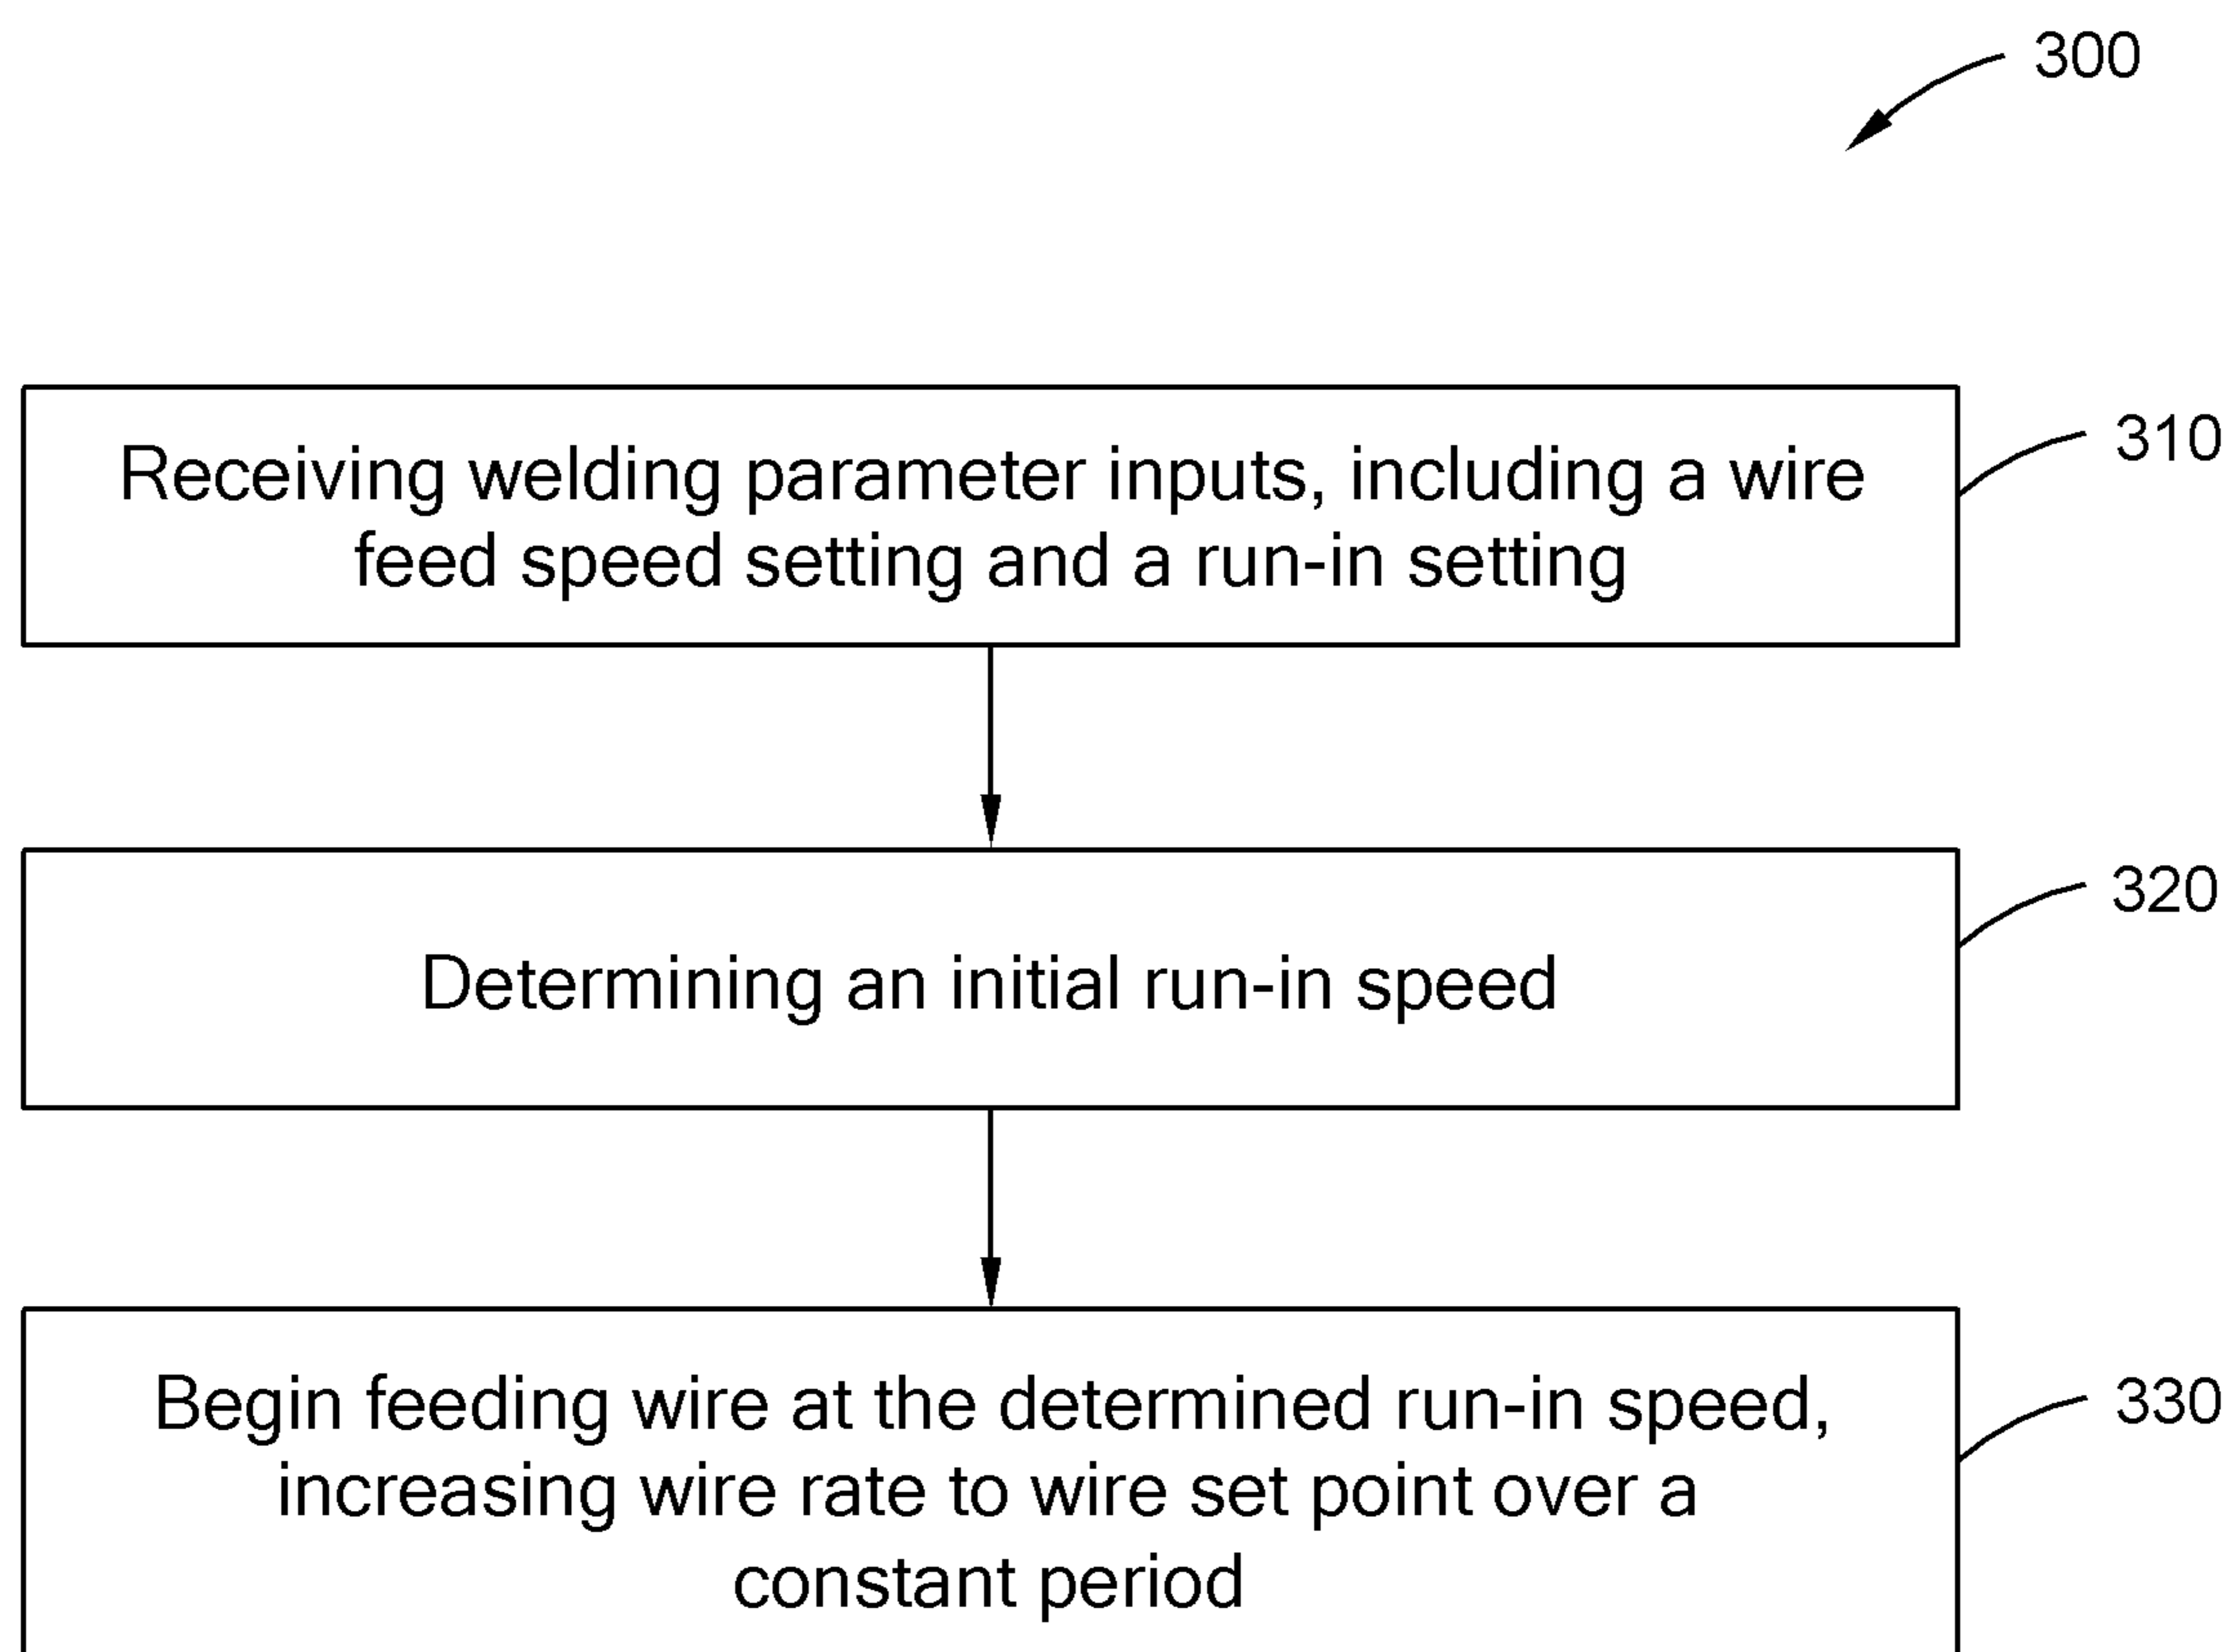 300
Receiving welding parameter inputs, including a wire
feed speed setting and a run-in setting
310
Determining an initial run-in speed
320
Begin feeding wire at the determined run-in speed,
increasing wire rate to wire set point over a
constant period
330